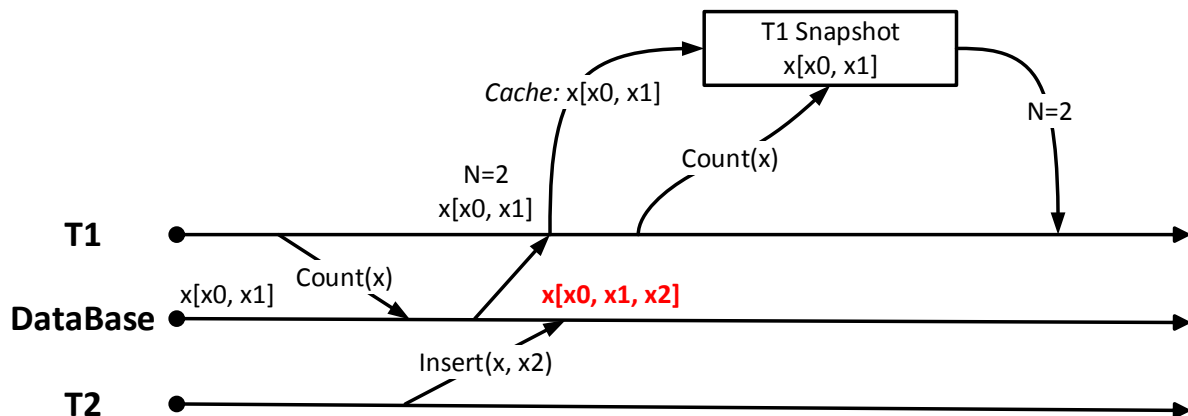 T1 Snapshot
x[x0, x1]
Cache: x[x0, x1]
N=2
Count(x)
N=2
x[x0, x1]
T1
Count(x)
x[x0, x1]
x[x0, x1, x2]
DataBase
Insert(x, x2)
T2